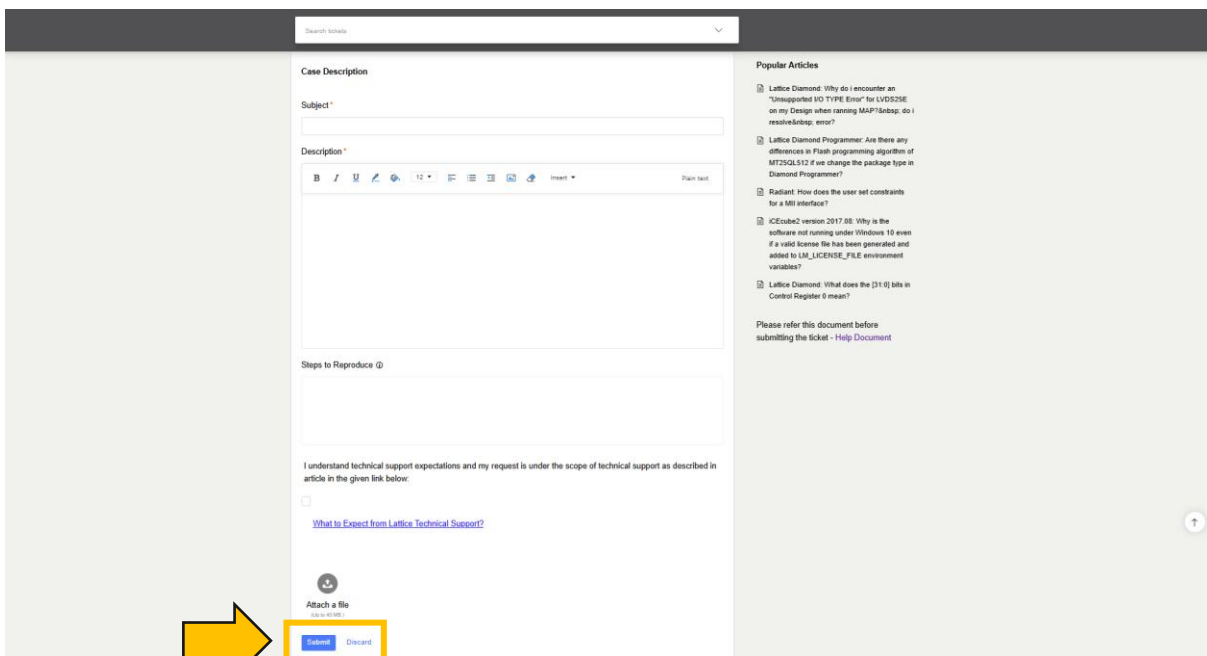 Search tickets
Case Description
Subject *
Description *
B I U 12 Insert Plain text
Steps to Reproduce
I understand technical support expectations and my request is under the scope of technical support as described in
article in the given link below:
What to Expect from Lattice Technical Support?
Attach a file
(Up to 40 MB )
Submit Discard
Popular Articles
Lattice Diamond: Why do i encounter an
"Unsupported I/O TYPE Error" for LVDS25E
on my Design when ranning MAP?&nbsp; do i
resolve&nbsp; error?
Lattice Diamond Programmer: Are there any
differences in Flash programming algorithm of
MT25QL512 if we change the package type in
Diamond Programmer?
Radiant: How does the user set constraints
for a MII interface?
iCEcube2 version 2017.08: Why is the
software not running under Windows 10 even
if a valid license file has been generated and
added to LM_LICENSE_FILE environment
variables?
Lattice Diamond: What does the [31:0] bits in
Control Register 0 mean?
Please refer this document before
submitting the ticket - Help Document